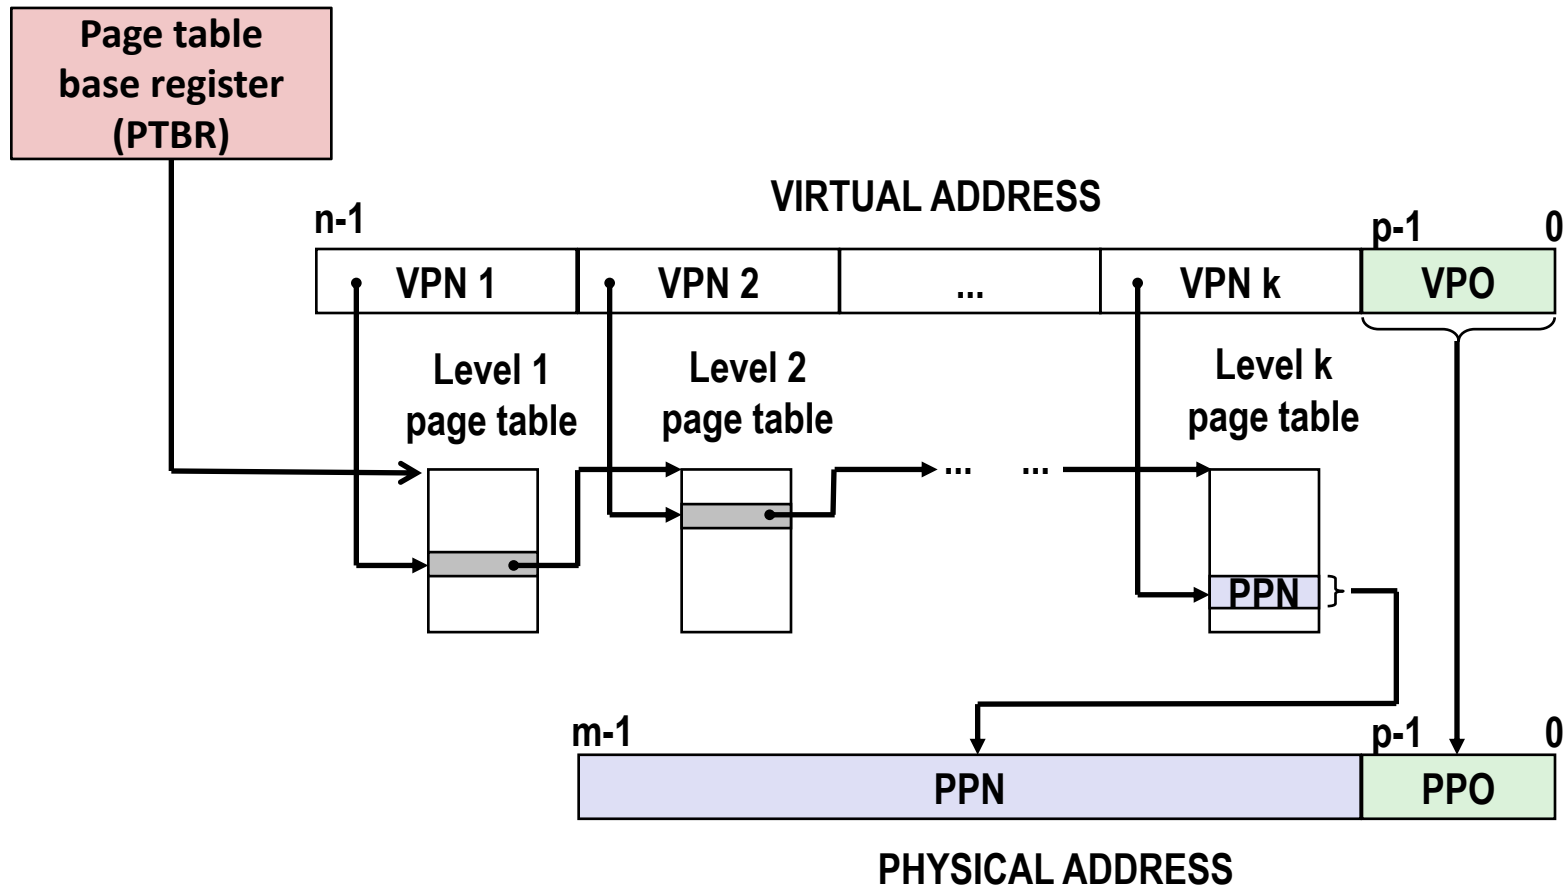 Page table
base register
(PTBR)
VIRTUAL ADDRESS
n-1 p-1 0
VPN 1 VPN 2 ... VPN k VPO
Level 1
page table
Level 2
page table
Level k
page table
... ...
PPN
m-1 p-1 0
PPN PPO
PHYSICAL ADDRESS